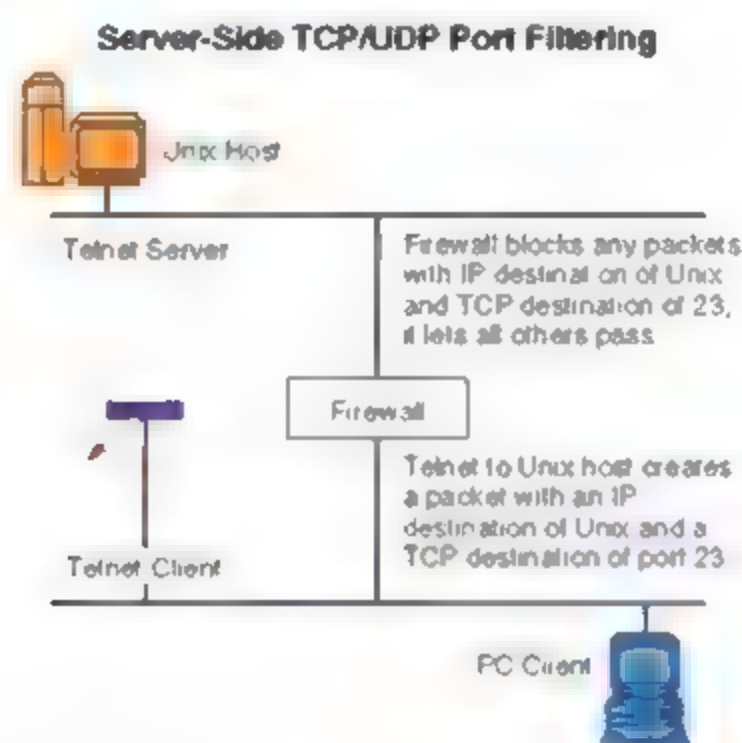 Server-Side TCP/UDP Port Filtering
Unix Host
Telnet Server
Firewall blocks any packets
with IP destination of Unix
and TCP destination of 23,
it lets all others pass
Firewall
Telnet to Unix host creates
a packet with an IP
destination of Unix and a
TCP destination of port 23
Telnet Client
PC Client